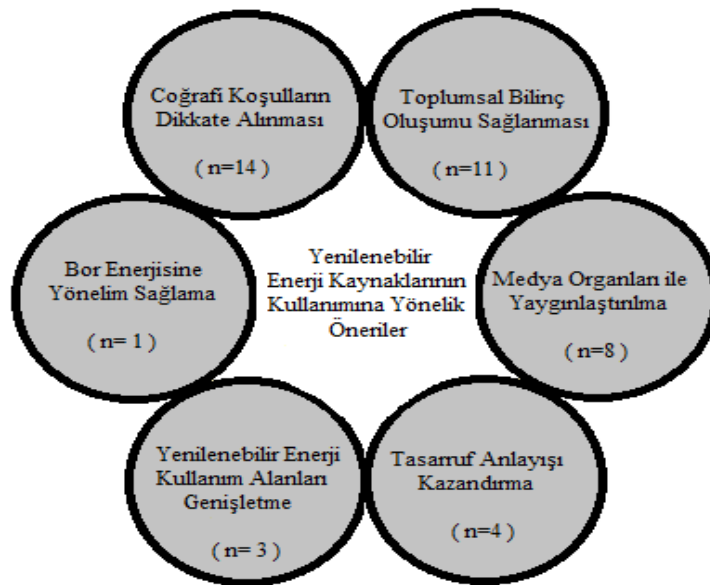 Coğrafi Koşulların
Dikkate Alınması
( n=14 )
Toplumsal Bilinç
Oluşumu Sağlanması
( n=11 )
Bor Enerjisine
Yönelim Sağlama
( n= 1 )
Yenilenebilir
Enerji Kaynaklarının
Kullanımına Yönelik
Öneriler
Medya Organları ile
Yaygınlaştırılma
( n=8 )
Yenilenebilir Enerji
Kullanım Alanları
Genişletme
( n= 3 )
Tasarruf Anlayışı
Kazandırma
( n=4 )